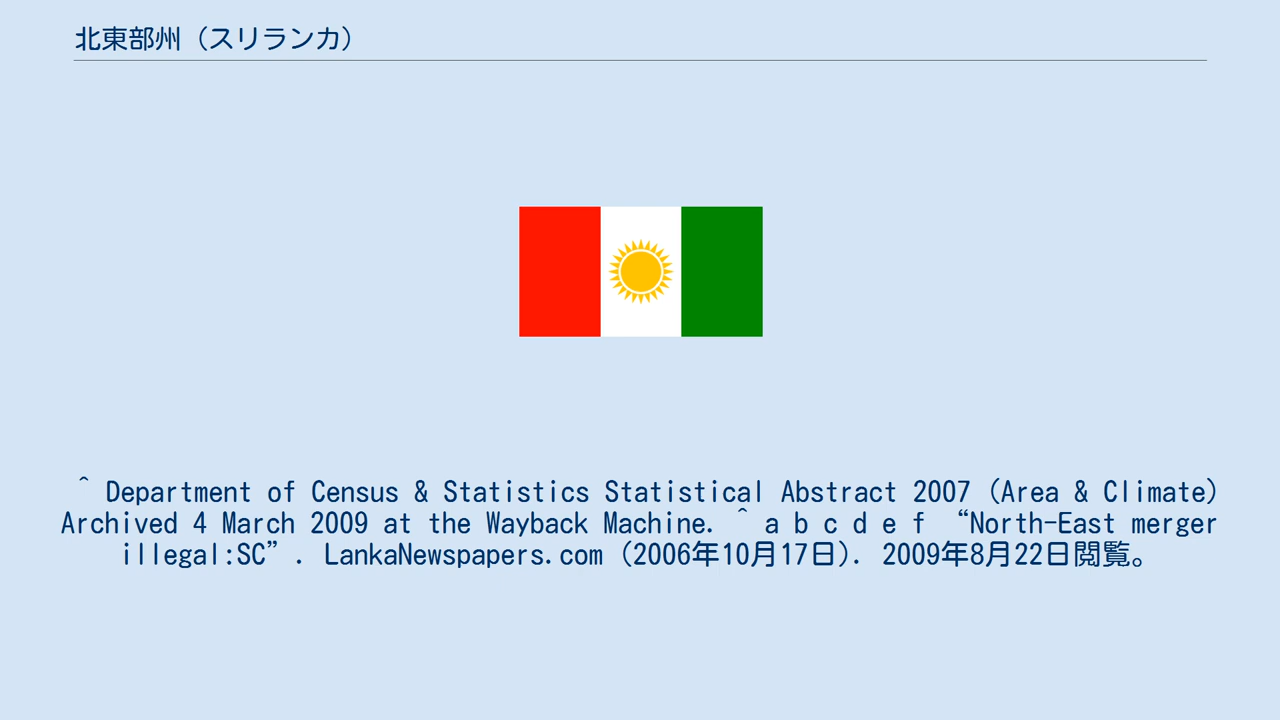 北東部州（スリランカ）
^ Department of Census & Statistics Statistical Abstract 2007 (Area & Climate)
Archived 4 March 2009 at the Wayback Machine. ^ a b c d e f “North-East merger
illegal:SC”. LankaNewspapers.com (2006年10月17日). 2009年8月22日閲覧。